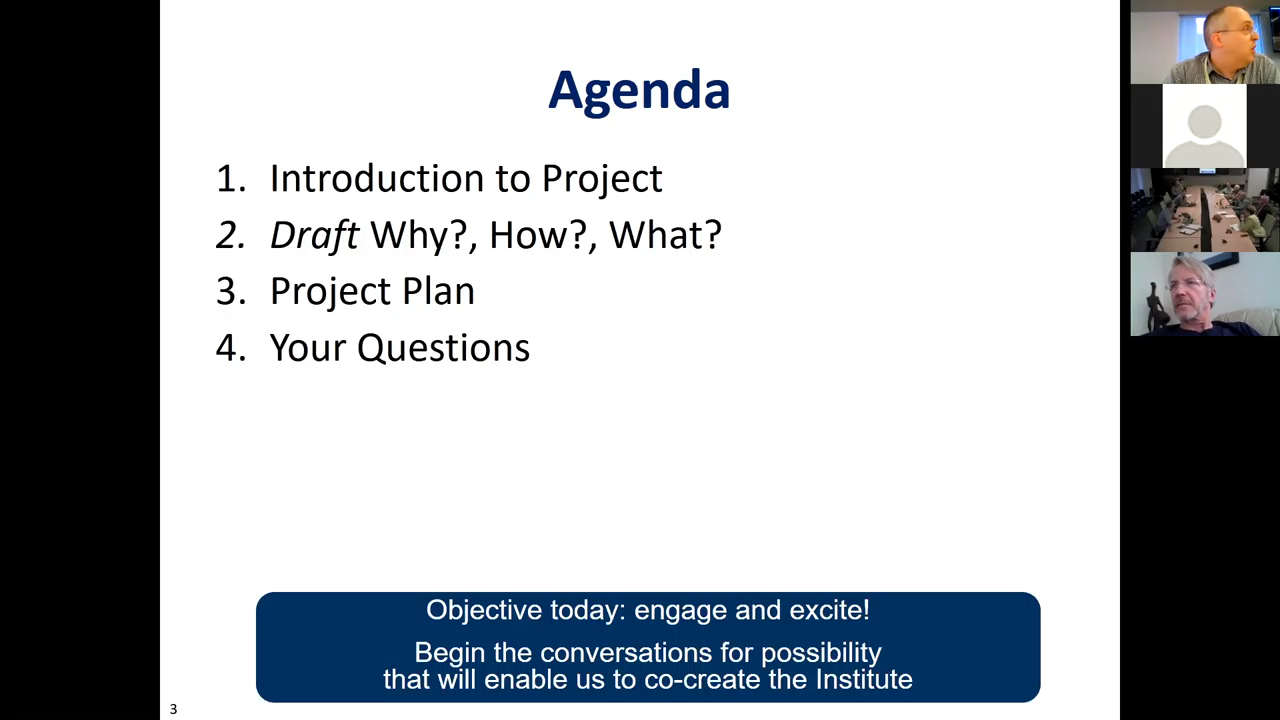 Agenda
1. Introduction to Project
2. Draft Why?, How?, What?
3. Project Plan
4. Your Questions
Objective today: engage and excite!
Begin the conversations for possibility
that will enable us to co-create the Institute
3